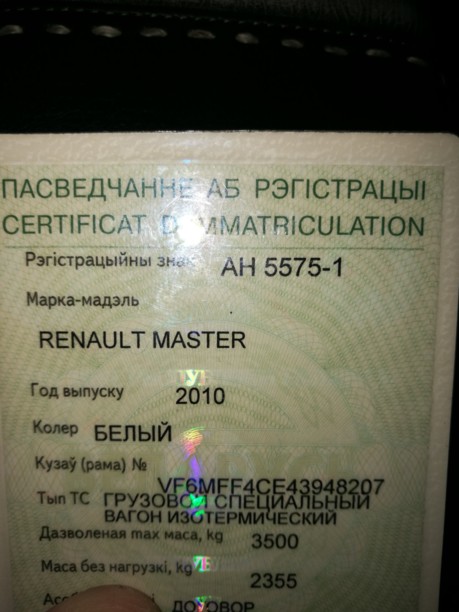 ПАСВЕДЧАННЕ АБ РЭГІСТРАЦЫІ
CERTIFICAT D'IMMATRICULATION
Рэгістрацыйны знак АН 5575-1
Марка-мадэль
RENAULT MASTER
Год выпуску 2010
Колер БЕЛЫЙ
Кузаў (рама) № VF6MFF4CE43948207
Тып ТС ГРУЗОВОЙ СПЕЦИАЛЬНЫЙ
ВАГОН ИЗОТЕРМИЧЕСКИЙ
Дазволеная max маса, kg 3500
Маса без нагрузкі, kg 2355
ДОГОВОР